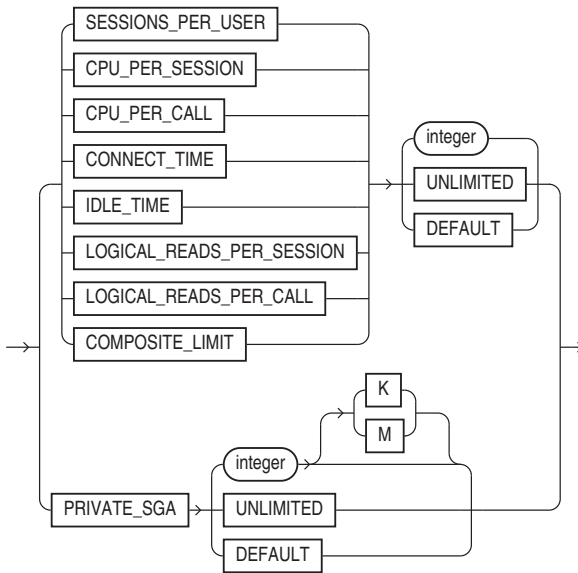 SESSIONS_PER_USER
CPU_PER_SESSION
CPU_PER_CALL
CONNECT_TIME
IDLE_TIME
LOGICAL_READS_PER_SESSION
LOGICAL_READS_PER_CALL
COMPOSITE_LIMIT
integer
UNLIMITED
DEFAULT
PRIVATE_SGA
integer
K
M
UNLIMITED
DEFAULT